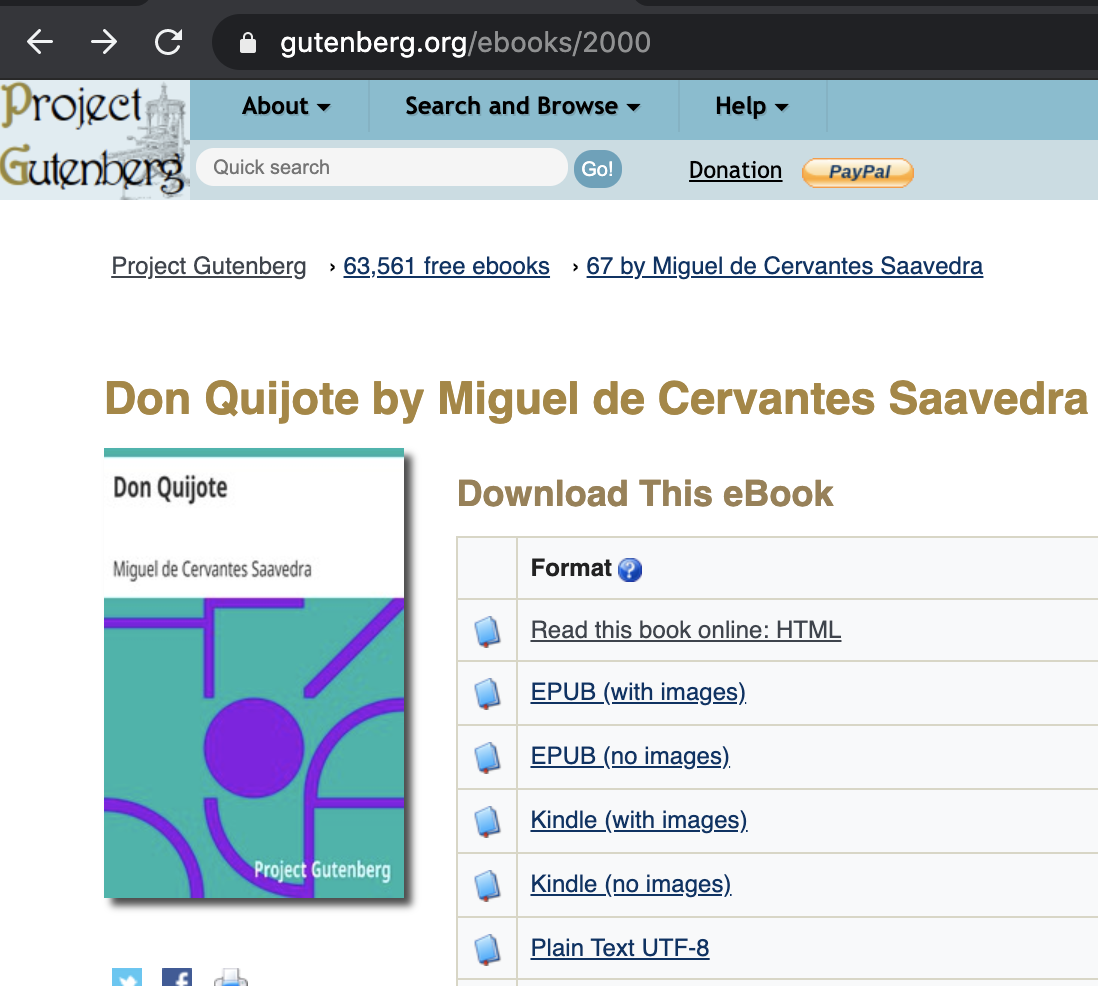 gutenberg.org/ebooks/2000
Project Gutenberg
About
Search and Browse
Help
Quick search
Go!
Donation
PayPal
Project Gutenberg › 63,561 free ebooks › 67 by Miguel de Cervantes Saavedra
Don Quijote by Miguel de Cervantes Saavedra
Don Quijote
Miguel de Cervantes Saavedra
Project Gutenberg
Download This eBook
Format ?
Read this book online: HTML
EPUB (with images)
EPUB (no images)
Kindle (with images)
Kindle (no images)
Plain Text UTF-8